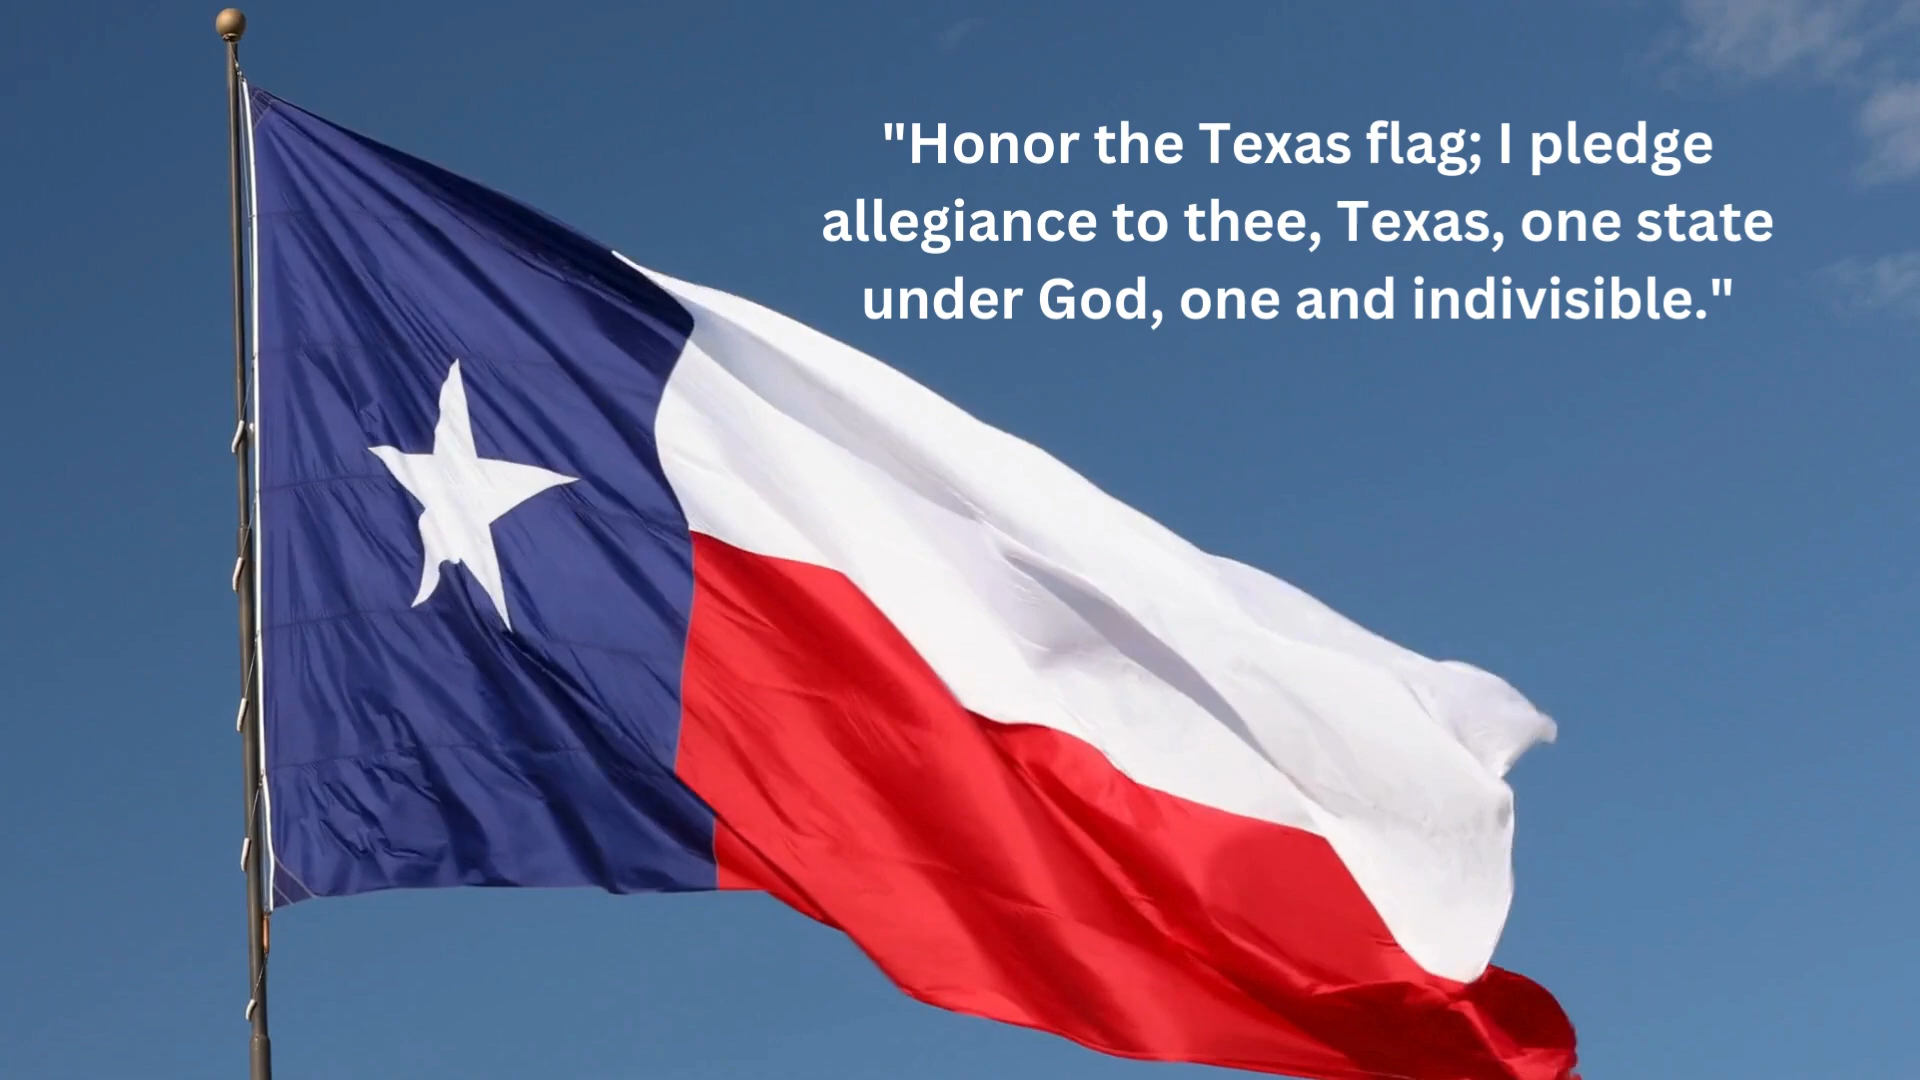 "Honor the Texas flag; I pledge
allegiance to thee, Texas, one state
under God, one and indivisible."